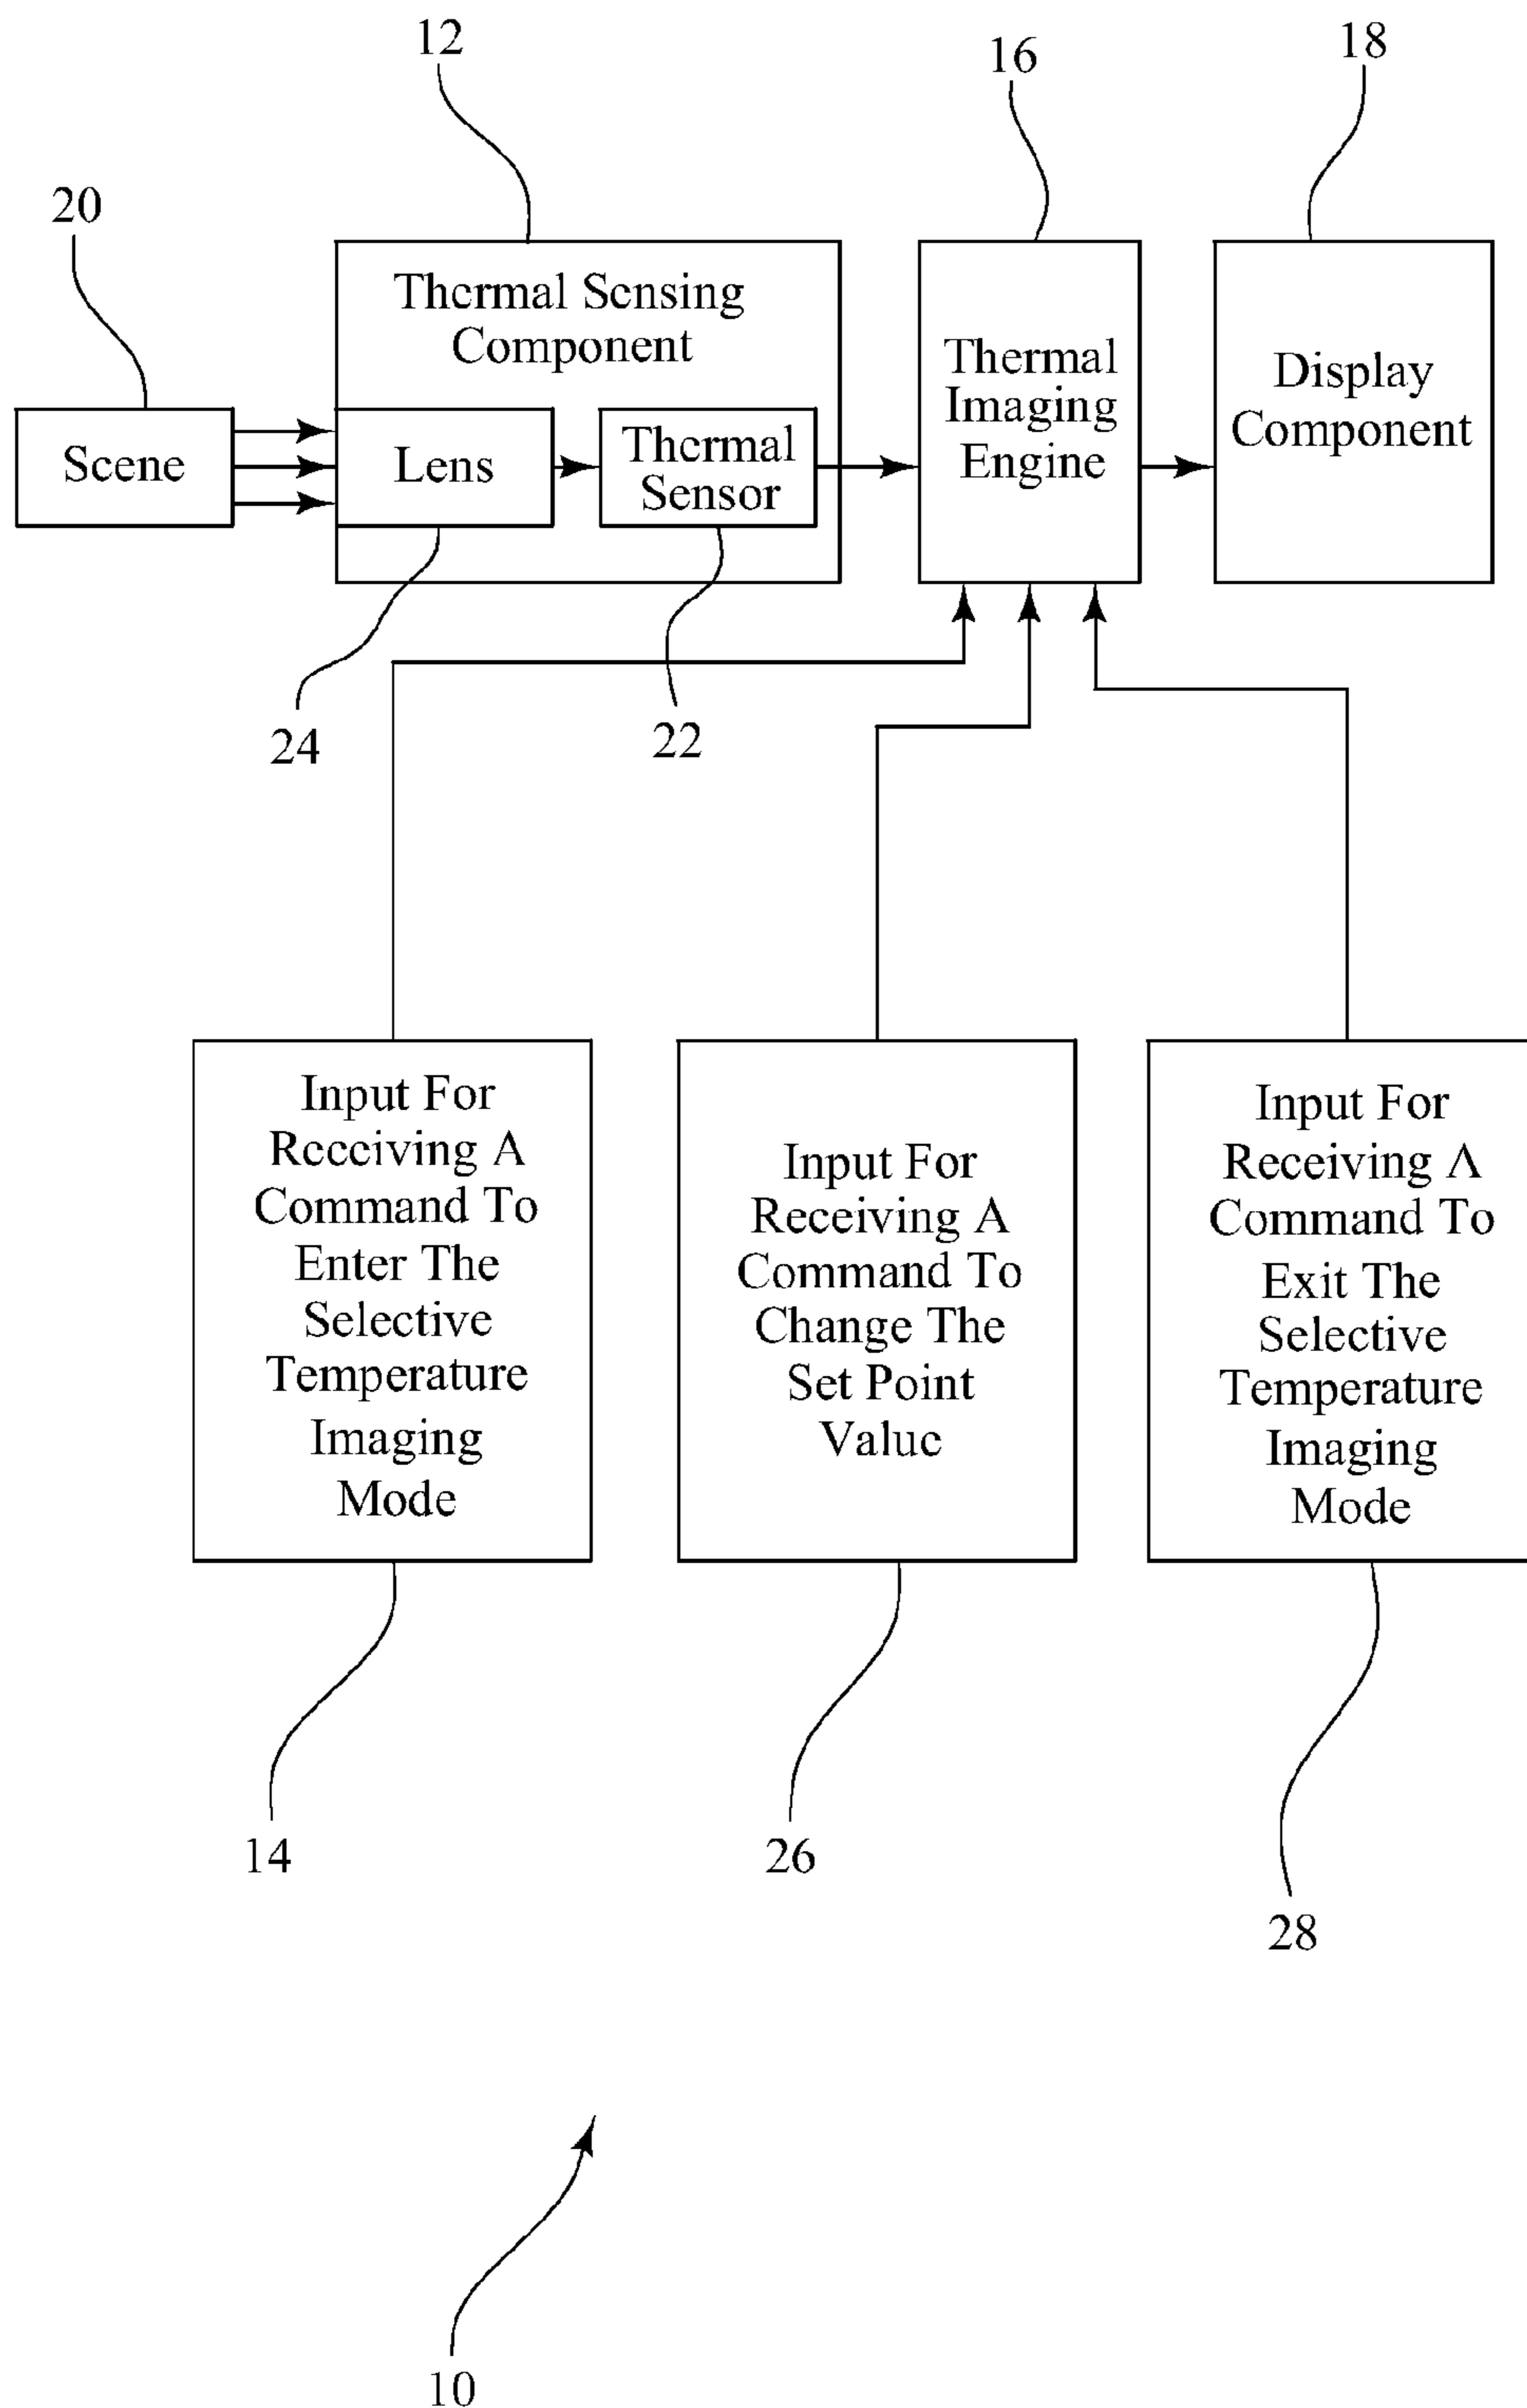 12
16
18
20
Thermal Sensing
Component
Thermal
Imaging
Engine
Display
Component
Scene
Lens
Thermal
Sensor
24
22
Input For
Receiving A
Command To
Enter The
Selective
Temperature
Imaging
Mode
Input For
Receiving A
Command To
Change The
Set Point
Value
Input For
Receiving A
Command To
Exit The
Selective
Temperature
Imaging
Mode
14
26
28
10